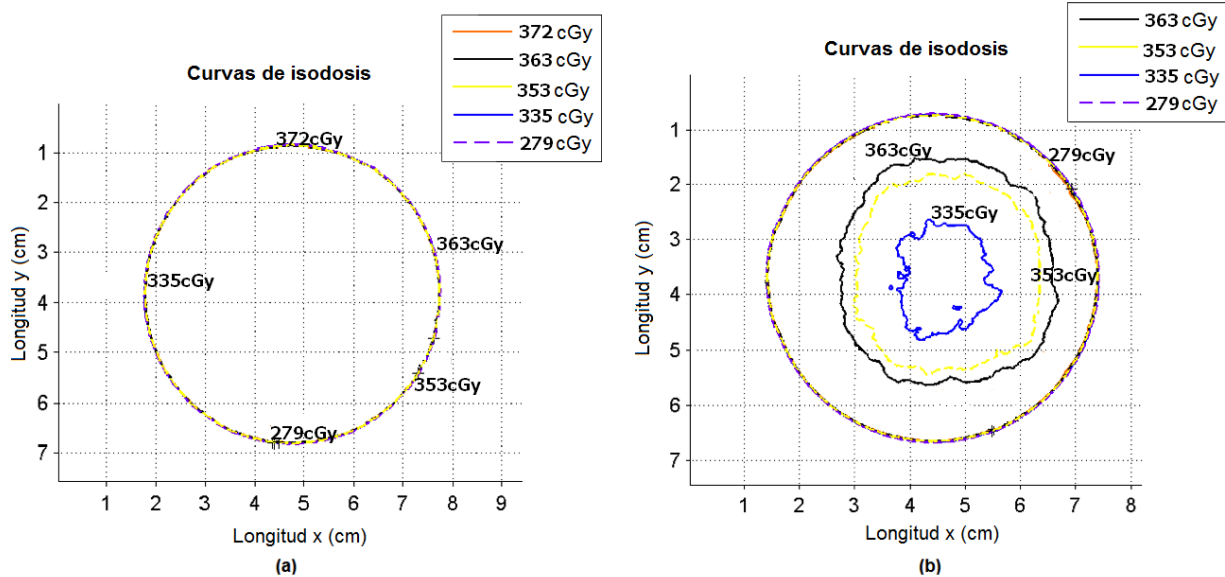 372 cGy
363 cGy
353 cGy
335 cGy
279 cGy
Curvas de isodosis
372cGy
363cGy
335cGy
353cGy
279cGy
1
2
3
4
5
6
7
Longitud y (cm)
1 2 3 4 5 6 7 8 9
Longitud x (cm)
(a)
363 cGy
353 cGy
335 cGy
279 cGy
Curvas de isodosis
363cGy
279cGy
335cGy
353cGy
1
2
3
4
5
6
7
Longitud y (cm)
1 2 3 4 5 6 7 8
Longitud x (cm)
(b)